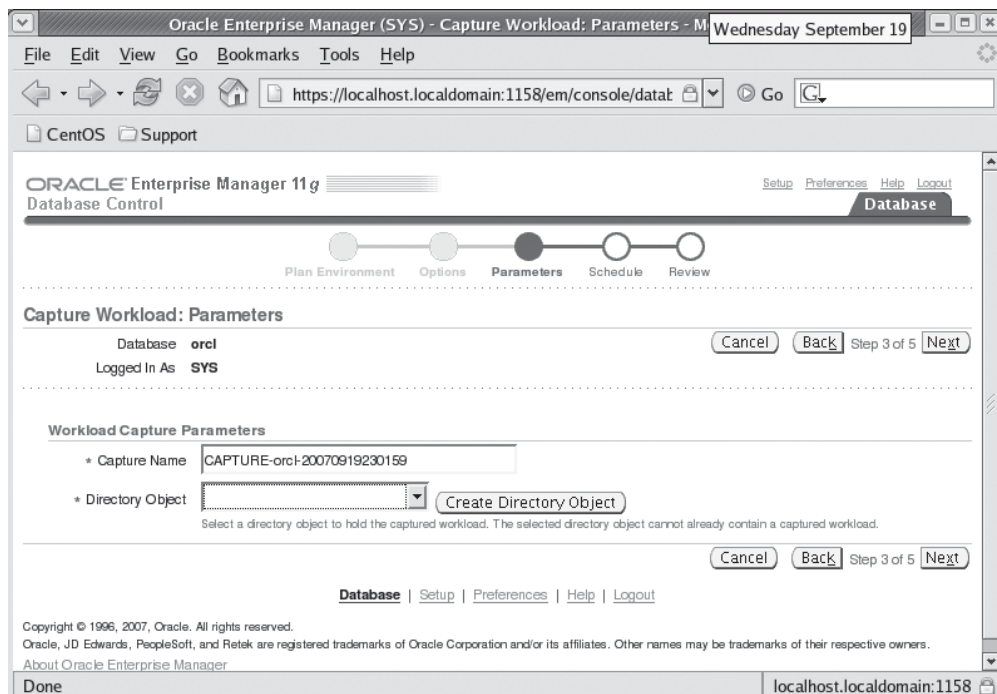 Oracle Enterprise Manager (SYS) - Capture Workload: Parameters - M
Wednesday September 19
File Edit View Go Bookmarks Tools Help
https://localhost.localdomain:1158/em/console/datab
Go
G
CentOS Support
ORACLE Enterprise Manager 11g
Database Control
Setup Preferences Help Logout
Database
Plan Environment Options Parameters Schedule Review
Capture Workload: Parameters
Database orcl
Logged In As SYS
Cancel Back Step 3 of 5 Next
Workload Capture Parameters
* Capture Name CAPTURE-orcl-20070919230159
* Directory Object Create Directory Object
Select a directory object to hold the captured workload. The selected directory object cannot already contain a captured workload.
Cancel Back Step 3 of 5 Next
Database | Setup | Preferences | Help | Logout
Copyright © 1996, 2007, Oracle. All rights reserved.
Oracle, JD Edwards, PeopleSoft, and Retek are registered trademarks of Oracle Corporation and/or its affiliates. Other names may be trademarks of their respective owners.
About Oracle Enterprise Manager
Done
localhost.localdomain:1158